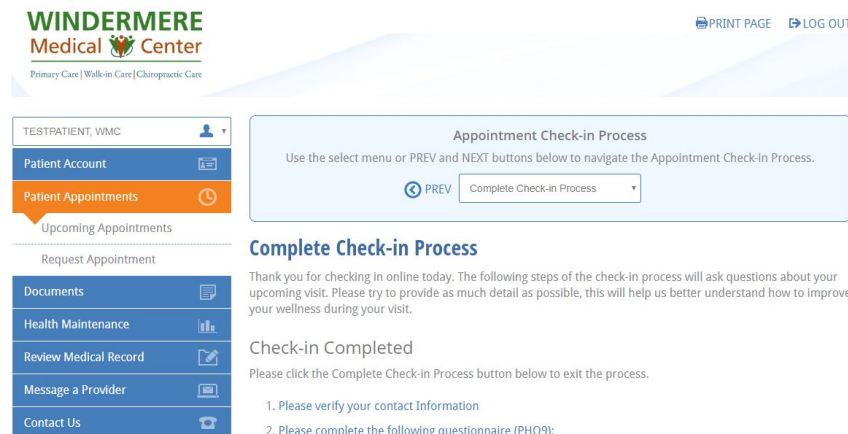 WINDERMERE
Medical Center
Primary Care | Walk-in Care | Chiropractic Care
PRINT PAGE LOG OUT
TESTPATIENT, WMC
Patient Account
Patient Appointments
Upcoming Appointments
Request Appointment
Documents
Health Maintenance
Review Medical Record
Message a Provider
Contact Us
Appointment Check-in Process
Use the select menu or PREV and NEXT buttons below to navigate the Appointment Check-in Process.
PREV Complete Check-in Process
Complete Check-in Process
Thank you for checking in online today. The following steps of the check-in process will ask questions about your
upcoming visit. Please try to provide as much detail as possible, this will help us better understand how to improve
your wellness during your visit.
Check-in Completed
Please click the Complete Check-in Process button below to exit the process.
1. Please verify your contact Information
2. Please complete the following questionnaire (PHQ9):